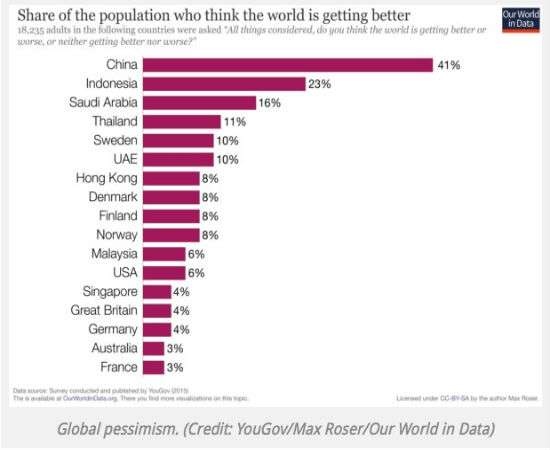 Share of the population who think the world is getting better
Our World
in Data
18,235 adults in the following countries were asked "All things considered, do you think the world is getting better or
worse, or neither getting better nor worse?"
China 41%
Indonesia 23%
Saudi Arabia 16%
Thailand 11%
Sweden 10%
UAE 10%
Hong Kong 8%
Denmark 8%
Finland 8%
Norway 8%
Malaysia 6%
USA 6%
Singapore 4%
Great Britain 4%
Germany 4%
Australia 3%
France 3%
Data source: Survey conducted and published by YouGov (2015)
The is available at OurWorldinData.org. There you find more visualizations on this topic.
Licensed under CC-BY-SA by the author Max Roser.
Global pessimism. (Credit: YouGov/Max Roser/Our World in Data)